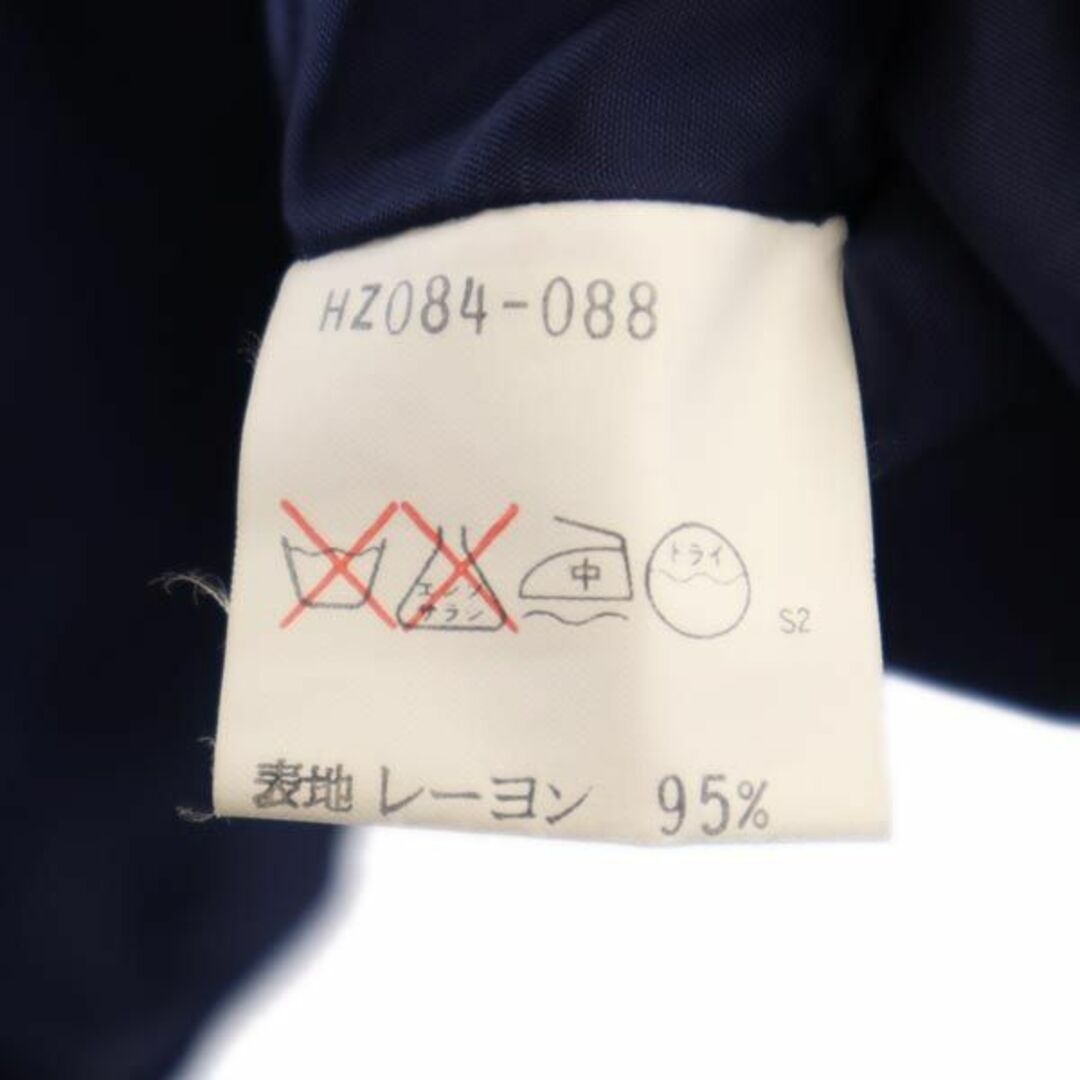 HZ084-088
エンソ
サラシ
中
ドライ
S2
表地 レーヨン 95%